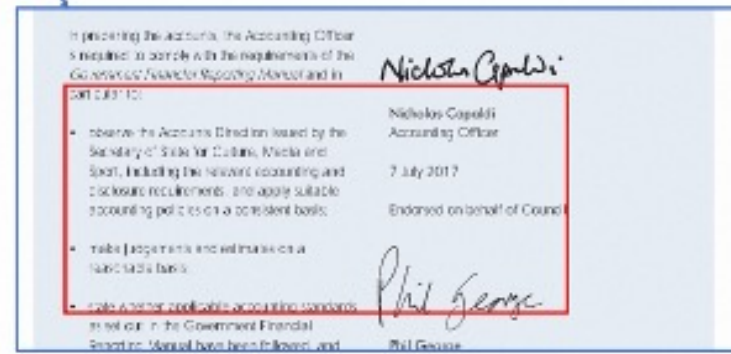 In preparing the accounts, the Accounting Officer
is required to comply with the requirements of the
Government Financial Reporting Manual and in
particular to:
• observe the Accounts Direction issued by the
Secretary of State for Culture, Media and
Sport, including the relevant accounting and
disclosure requirements, and apply suitable
accounting policies on a consistent basis;
• make judgements and estimates on a
reasonable basis;
• state whether applicable accounting standards
as set out in the Government Financial
Reporting Manual have been followed, and
Nicholas Capaldi
Nicholas Capaldi
Accounting Officer
7 July 2017
Endorsed on behalf of Council
Phil George
Phil George